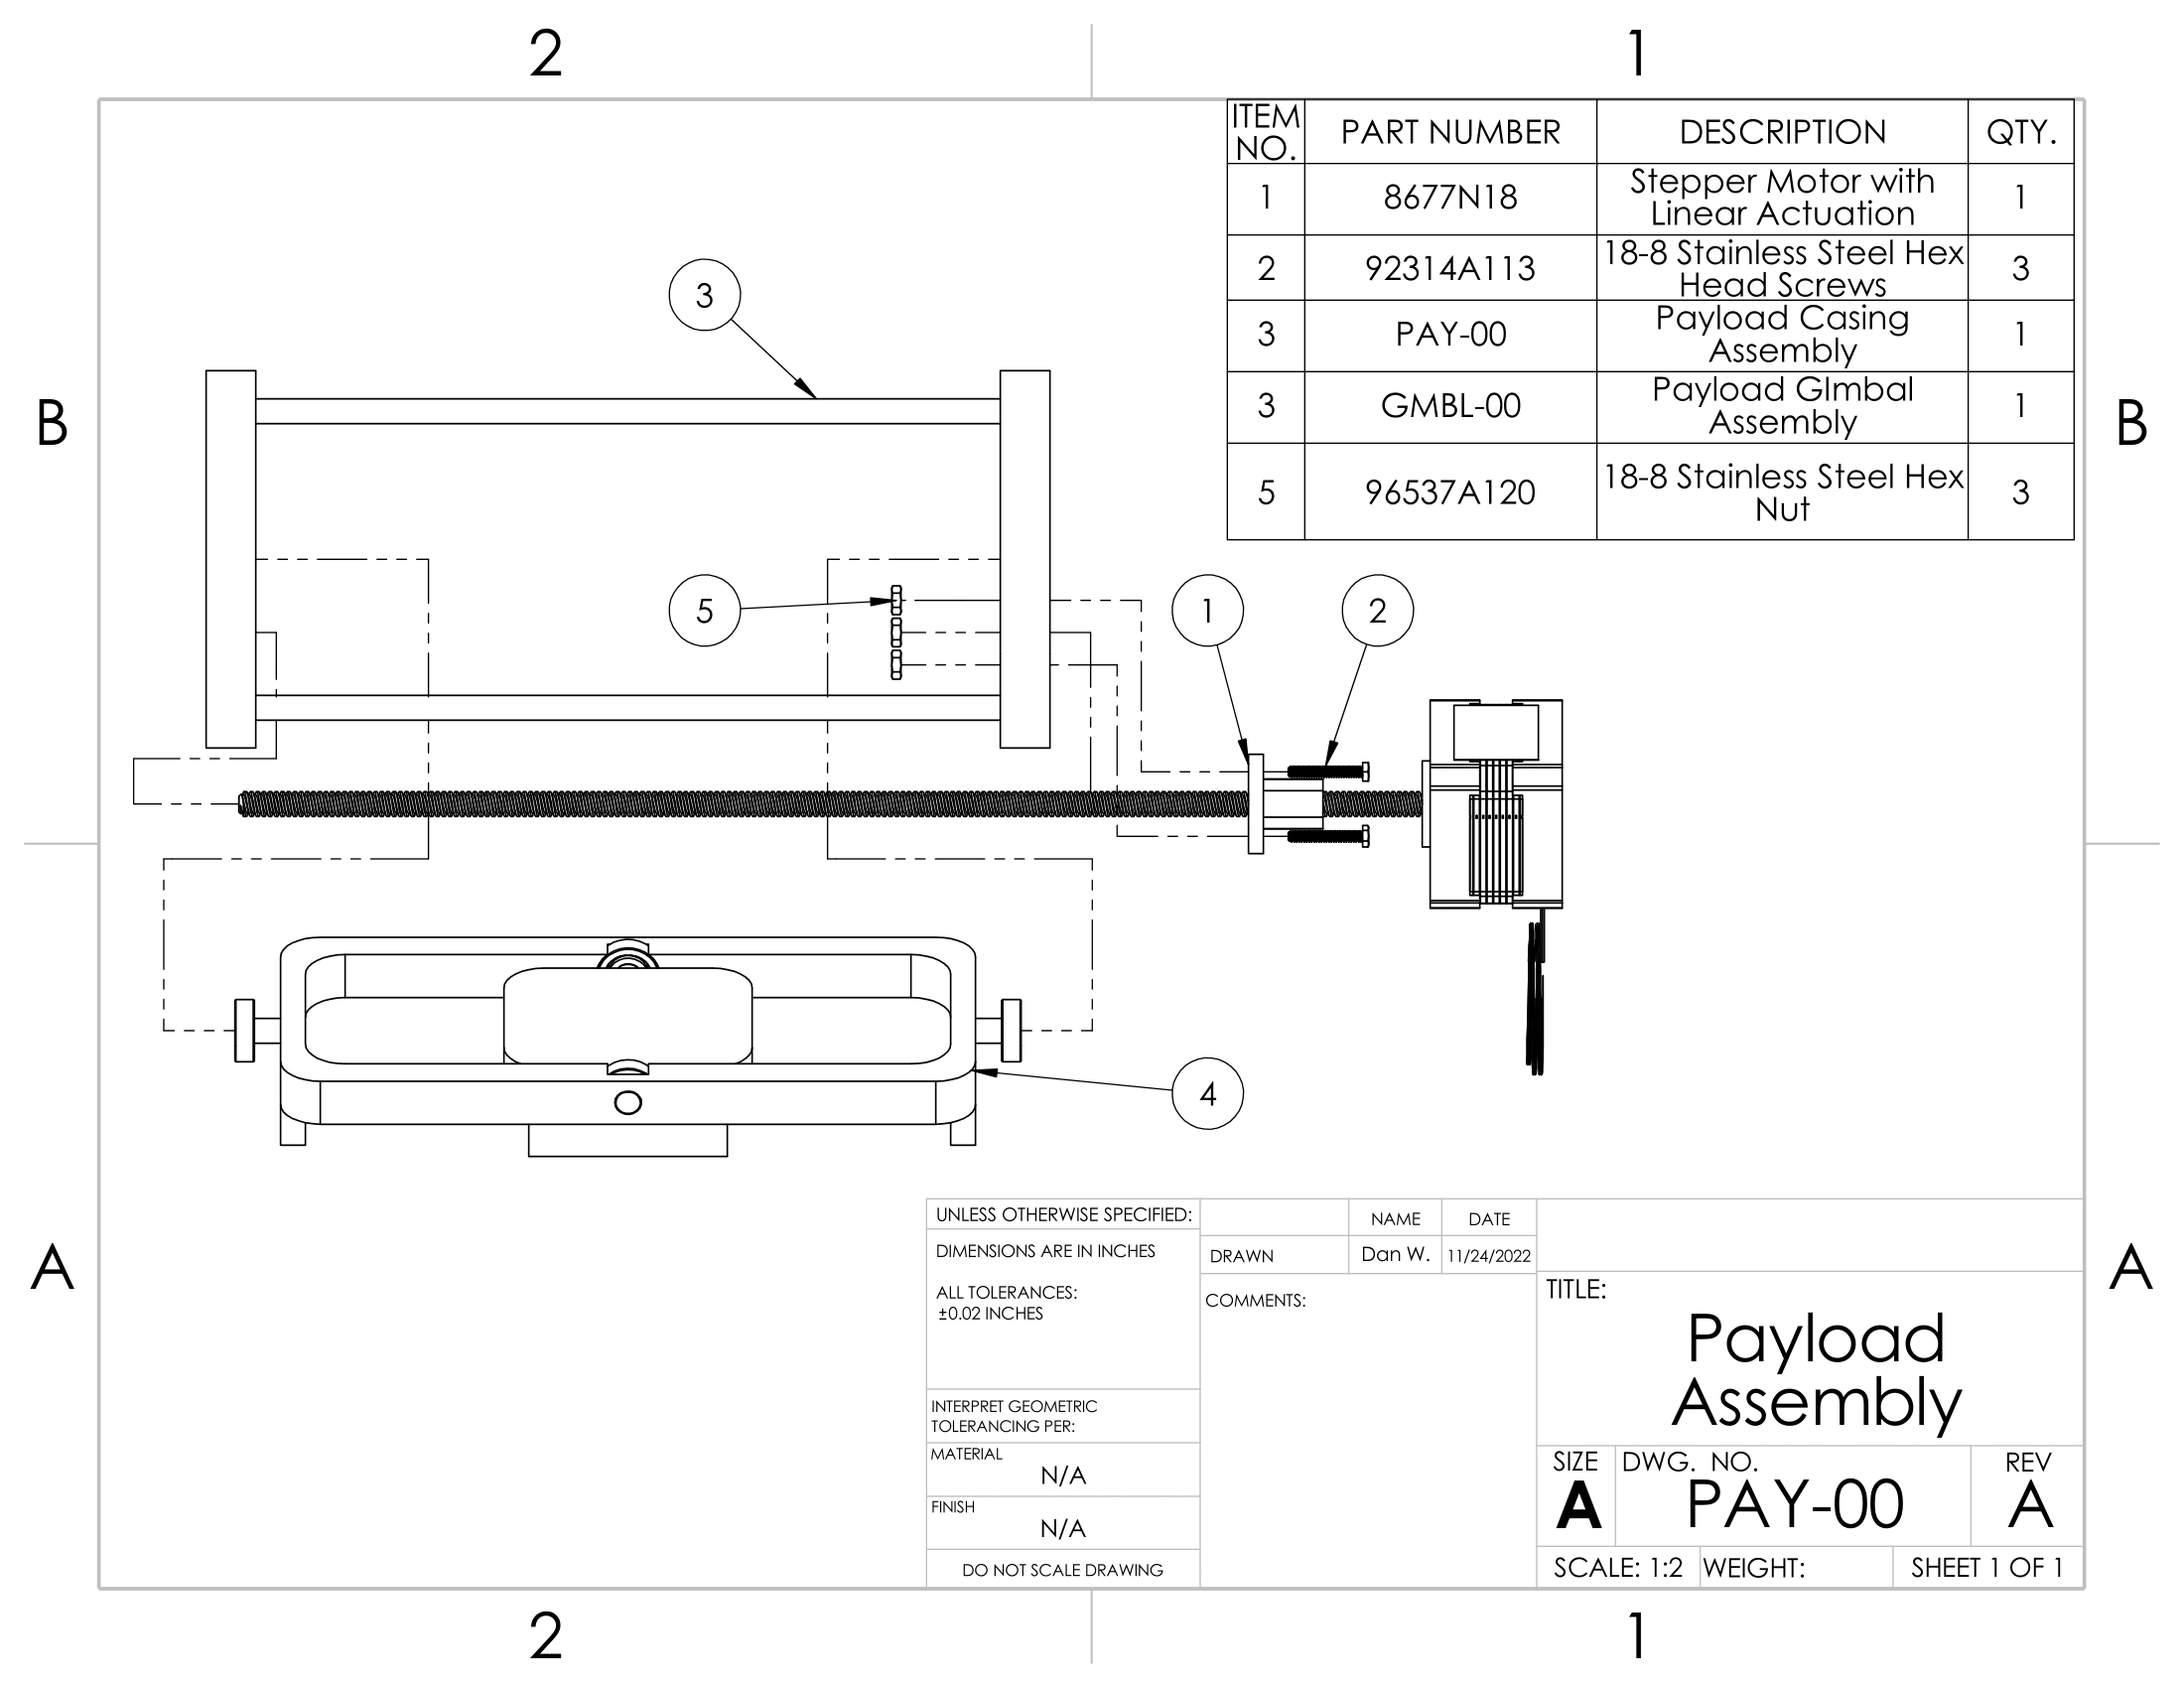 2
1
ITEM NO. PART NUMBER DESCRIPTION QTY.
1 8677N18 Stepper Motor with Linear Actuation 1
2 92314A113 18-8 Stainless Steel Hex Head Screws 3
3 PAY-00 Payload Casing Assembly 1
3 GMBL-00 Payload GImbal Assembly 1
5 96537A120 18-8 Stainless Steel Hex Nut 3
B
B
3
5
1
2
4
A
A
UNLESS OTHERWISE SPECIFIED:
DIMENSIONS ARE IN INCHES
ALL TOLERANCES:
±0.02 INCHES
INTERPRET GEOMETRIC
TOLERANCING PER:
MATERIAL
N/A
FINISH
N/A
DO NOT SCALE DRAWING
NAME DATE
DRAWN Dan W. 11/24/2022
COMMENTS:
TITLE:
Payload
Assembly
SIZE DWG. NO. REV
A PAY-00 A
SCALE: 1:2 WEIGHT: SHEET 1 OF 1
2
1